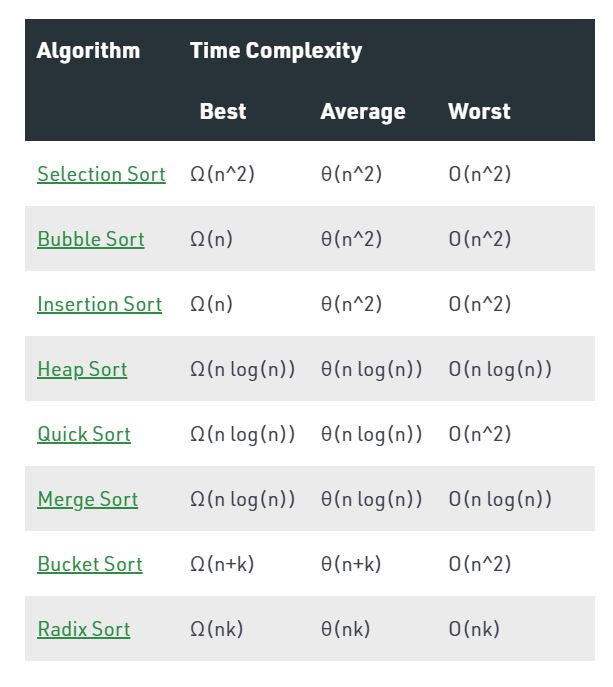 Algorithm Time Complexity
Best Average Worst
Selection Sort Ω(n^2) θ(n^2) O(n^2)
Bubble Sort Ω(n) θ(n^2) O(n^2)
Insertion Sort Ω(n) θ(n^2) O(n^2)
Heap Sort Ω(n log(n)) θ(n log(n)) O(n log(n))
Quick Sort Ω(n log(n)) θ(n log(n)) O(n^2)
Merge Sort Ω(n log(n)) θ(n log(n)) O(n log(n))
Bucket Sort Ω(n+k) θ(n+k) O(n^2)
Radix Sort Ω(nk) θ(nk) O(nk)